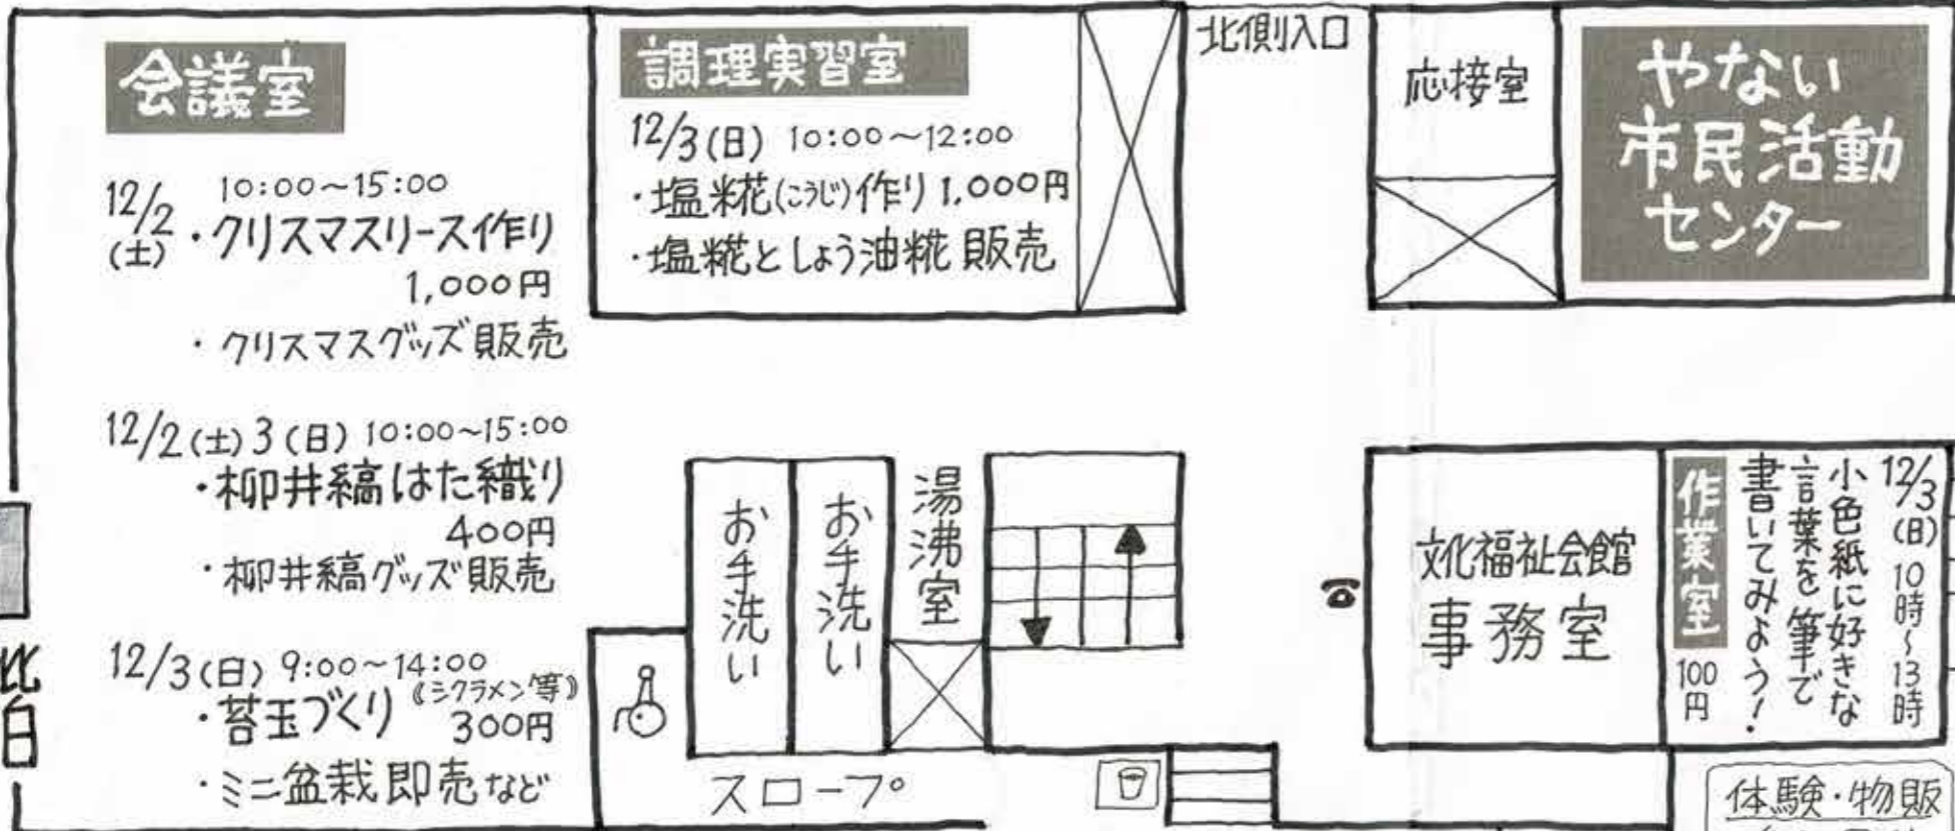 会議室
12/2(土) 10:00~15:00
・クリスマスリース作り
1,000円
・クリスマスグッズ販売
12/2(土)3(日) 10:00~15:00
・柳井縞はた織り
400円
・柳井縞グッズ販売
12/3(日) 9:00~14:00
・苔玉づくり《シクラメン等》
300円
・ミニ盆栽即売など
調理実習室
12/3(日) 10:00~12:00
・塩糀(こうじ)作り 1,000円
・塩糀としょう油糀 販売
北側入口
応接室
やない
市民活動
センター
お手洗い
お手洗い
湯沸室
スロープ
文化福祉会館
事務室
12/3(日) 10時~13時
小色紙に好きな
言葉を筆で
書いてみよう!
作業室
100円
体験・物販